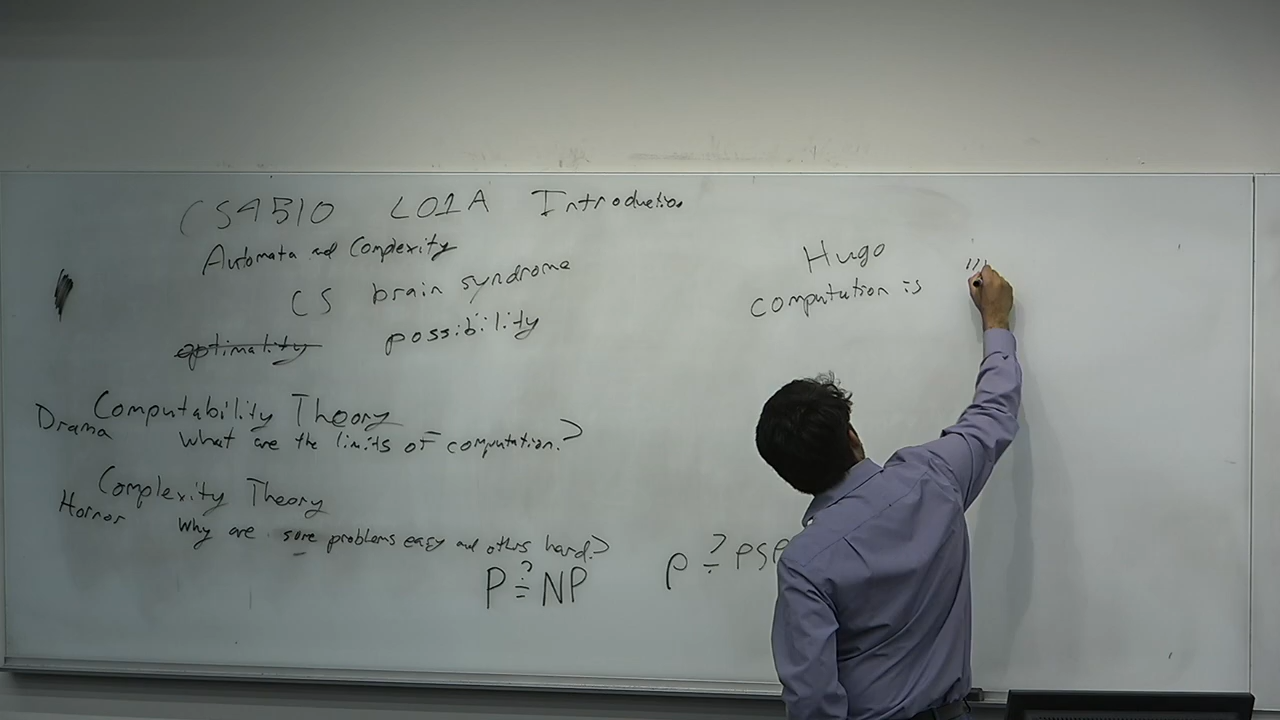 CS4510 L01A Introduction
Automata and Complexity
CS brain syndrome
optimality possibility
Computability Theory
Drama What are the limits of computation?
Complexity Theory
Horror Why are some problems easy and others hard?
P ≟ NP
P ≟ PSP
Hugo
computation is